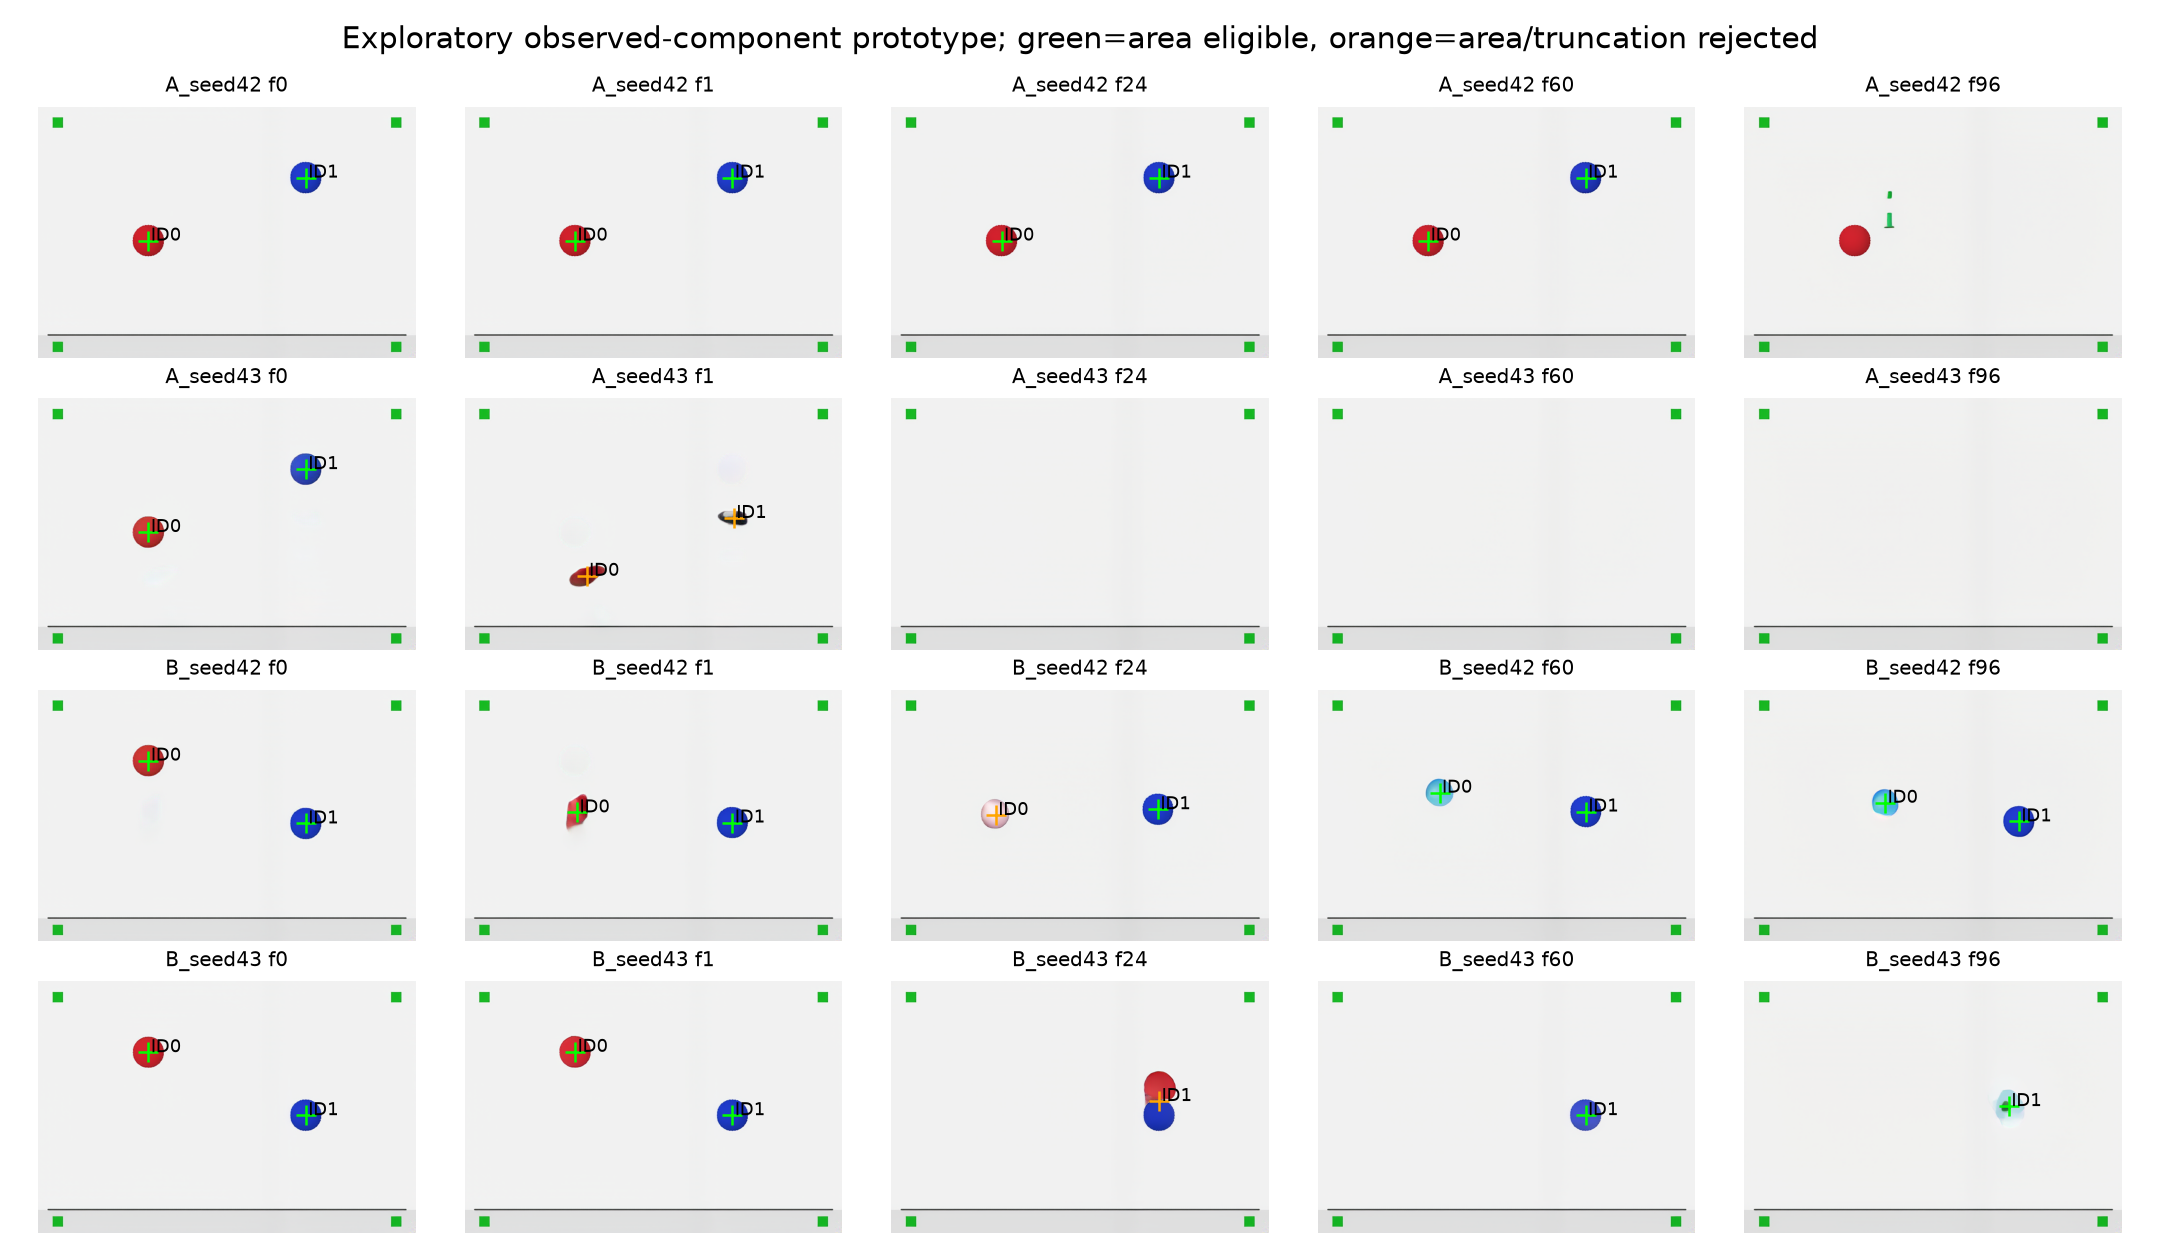 Exploratory observed-component prototype; green=area eligible, orange=area/truncation rejected
A_seed42 f0
A_seed42 f1
A_seed42 f24
A_seed42 f60
A_seed42 f96
ID1
ID1
ID1
ID1
ID0
ID0
ID0
ID0
A_seed43 f0
A_seed43 f1
A_seed43 f24
A_seed43 f60
A_seed43 f96
ID1
ID1
ID0
ID0
B_seed42 f0
B_seed42 f1
B_seed42 f24
B_seed42 f60
B_seed42 f96
ID0
ID1
ID0
ID1
ID0
ID1
ID0
ID1
ID0
ID1
B_seed43 f0
B_seed43 f1
B_seed43 f24
B_seed43 f60
B_seed43 f96
ID0
ID1
ID0
ID1
ID1
ID1
ID1